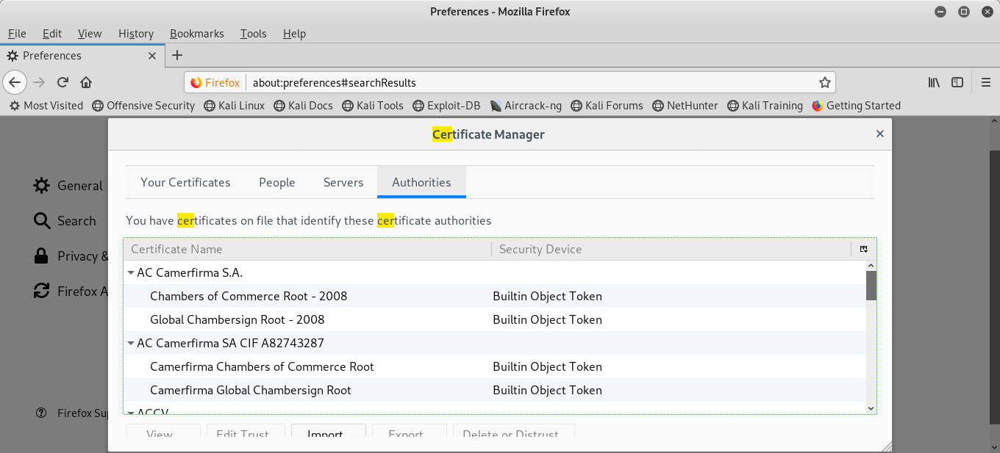 Preferences - Mozilla Firefox
File Edit View History Bookmarks Tools Help
Preferences
Firefox about:preferences#searchResults
Most Visited Offensive Security Kali Linux Kali Docs Kali Tools Exploit-DB Aircrack-ng Kali Forums NetHunter Kali Training Getting Started
Certificate Manager
General
Search
Privacy &
Firefox A
Firefox Sup
Your Certificates People Servers Authorities
You have certificates on file that identify these certificate authorities
Certificate Name Security Device
AC Camerfirma S.A.
Chambers of Commerce Root - 2008 Builtin Object Token
Global Chambersign Root - 2008 Builtin Object Token
AC Camerfirma SA CIF A82743287
Camerfirma Chambers of Commerce Root Builtin Object Token
Camerfirma Global Chambersign Root Builtin Object Token
ACCV
View... Edit Trust... Import... Export... Delete or Distrust...